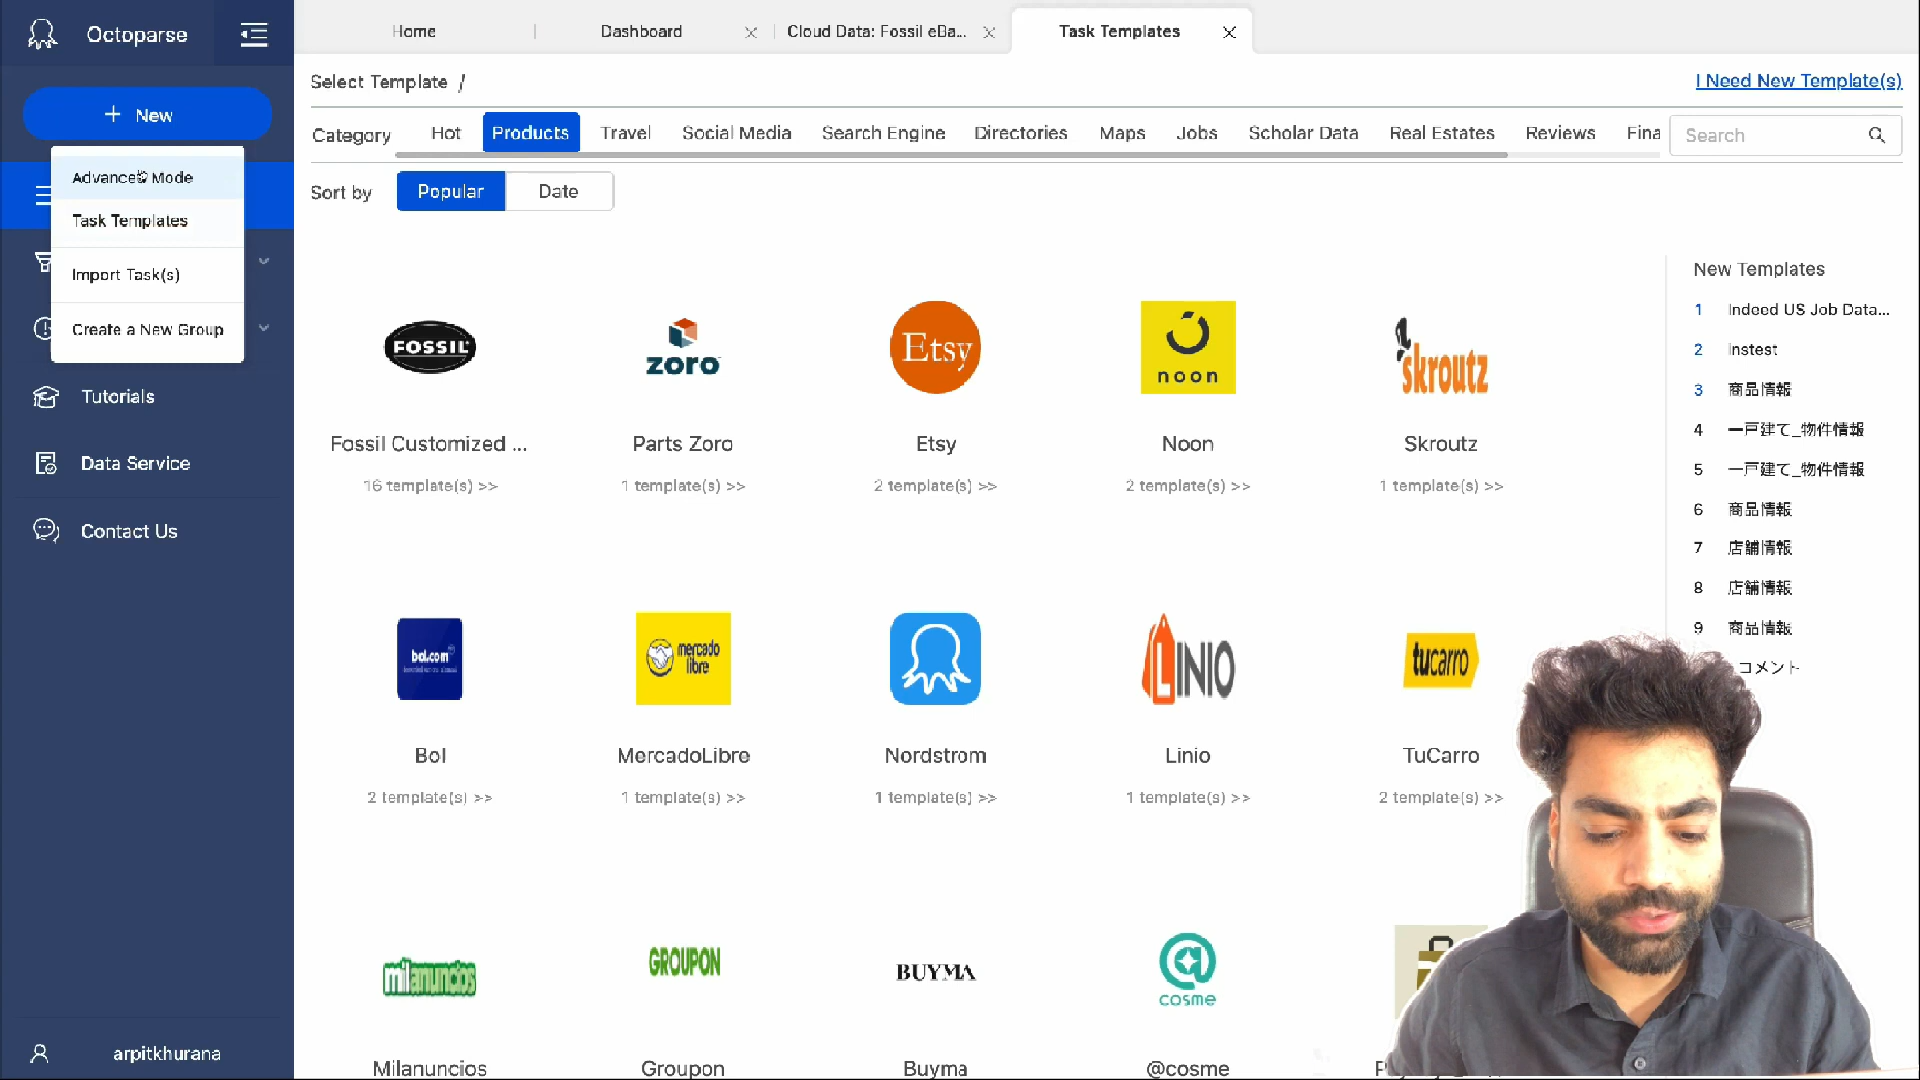 Octoparse
Home
Dashboard
Cloud Data: Fossil eBa...
Task Templates
New
Advanced Mode
Task Templates
Import Task(s)
Create a New Group
Tutorials
Data Service
Contact Us
arpitkhurana
Select Template /
I Need New Template(s)
Category
Hot
Products
Travel
Social Media
Search Engine
Directories
Maps
Jobs
Scholar Data
Real Estates
Reviews
Fina
Search
Sort by
Popular
Date
FOSSIL
zoro
Etsy
noon
skroutz
Fossil Customized ...
Parts Zoro
Etsy
Noon
Skroutz
16 template(s) >>
1 template(s) >>
2 template(s) >>
2 template(s) >>
1 template(s) >>
bol.com
mercado
libre
LINIO
tucarro
Bol
MercadoLibre
Nordstrom
Linio
TuCarro
2 template(s) >>
1 template(s) >>
1 template(s) >>
1 template(s) >>
2 template(s) >>
milanuncios
GROUPON
BUYMA
@
cosme
Milanuncios
Groupon
Buyma
@cosme
New Templates
1 Indeed US Job Data...
2 Instest
3 商品情報
4 一戸建て_物件情報
5 一戸建て_物件情報
6 商品情報
7 店舗情報
8 店舗情報
9 商品情報
コメント